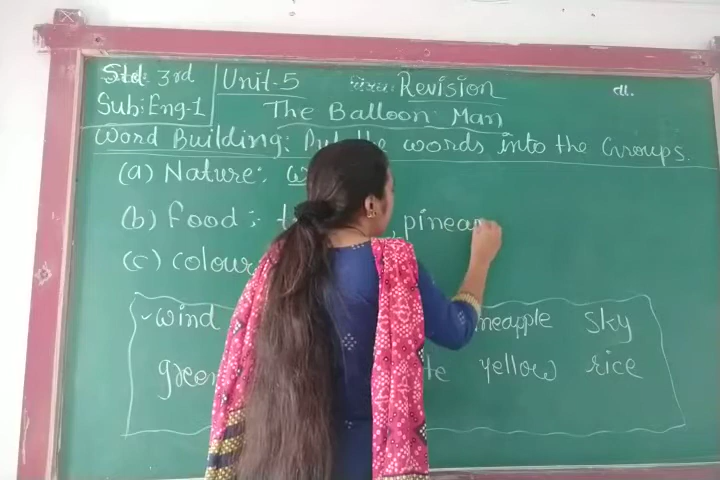 Std: 3rd Unit-5 Revision dt.
Sub: Eng-1 The Balloon Man
Word Building: Put the words into the Groups.
(a) Nature:
(b) Food :- , pineap
(c) colour
wind neapple sky
green te yellow rice